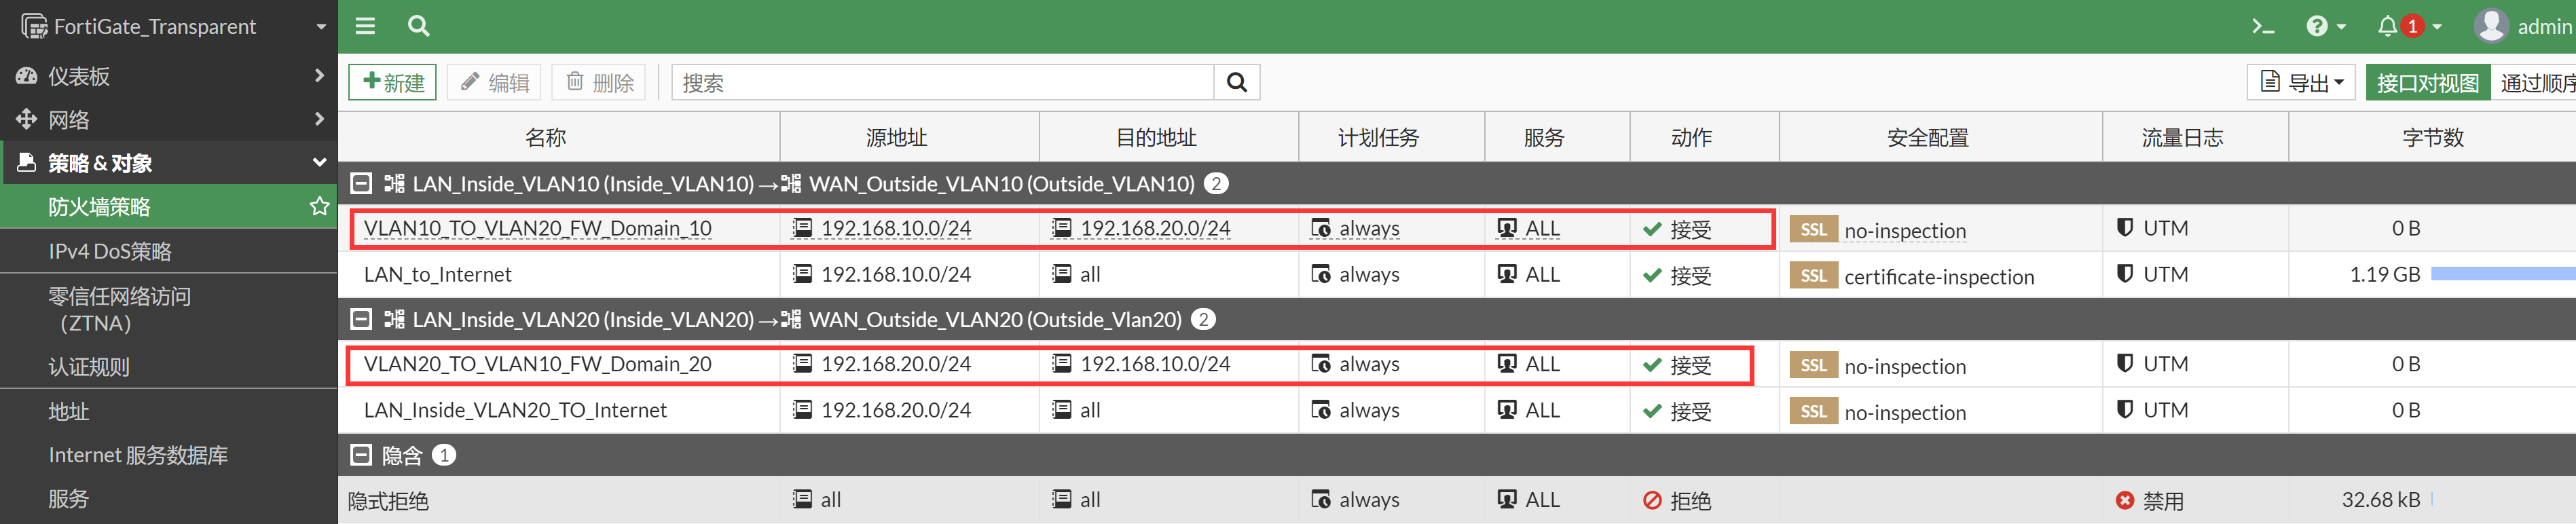 FortiGate_Transparent
1
admin
仪表板
网络
策略 & 对象
防火墙策略
IPv4 DoS策略
零信任网络访问
（ZTNA）
认证规则
地址
Internet 服务数据库
服务
新建 编辑 删除 搜索 导出 接口对视图 通过顺序
名称 源地址 目的地址 计划任务 服务 动作 安全配置 流量日志 字节数
LAN_Inside_VLAN10 (Inside_VLAN10) → WAN_Outside_VLAN10 (Outside_VLAN10) 2
VLAN10_TO_VLAN20_FW_Domain_10 192.168.10.0/24 192.168.20.0/24 always ALL 接受 SSL no-inspection UTM 0 B
LAN_to_Internet 192.168.10.0/24 all always ALL 接受 SSL certificate-inspection UTM 1.19 GB
LAN_Inside_VLAN20 (Inside_VLAN20) → WAN_Outside_VLAN20 (Outside_Vlan20) 2
VLAN20_TO_VLAN10_FW_Domain_20 192.168.20.0/24 192.168.10.0/24 always ALL 接受 SSL no-inspection UTM 0 B
LAN_Inside_VLAN20_TO_Internet 192.168.20.0/24 all always ALL 接受 SSL no-inspection UTM 0 B
隐含 1
隐式拒绝 all all always ALL 拒绝 禁用 32.68 kB